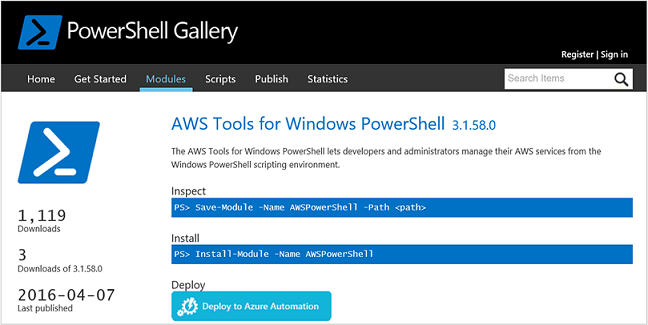 PowerShell Gallery
Register | Sign in
Home Get Started Modules Scripts Publish Statistics
Search Items
AWS Tools for Windows PowerShell 3.1.58.0
The AWS Tools for Windows PowerShell lets developers and administrators manage their AWS services from the
Windows PowerShell scripting environment.
Inspect
PS> Save-Module -Name AWSPowerShell -Path <path>
Install
PS> Install-Module -Name AWSPowerShell
Deploy
Deploy to Azure Automation
1,119
Downloads
3
Downloads of 3.1.58.0
2016-04-07
Last published